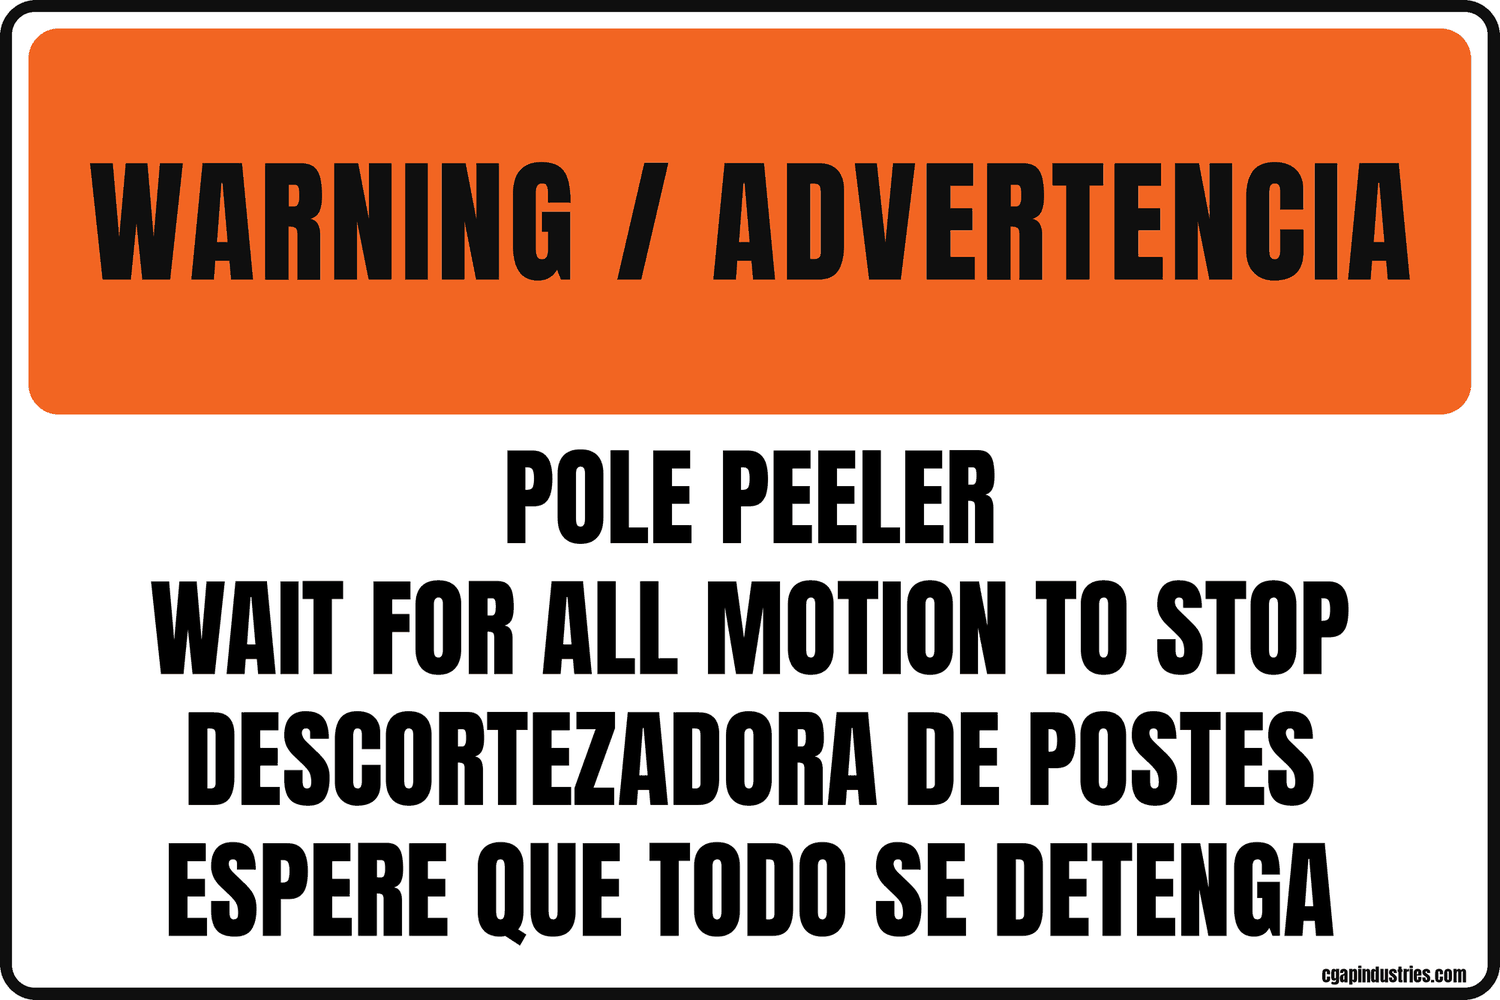 WARNING / ADVERTENCIA
POLE PEELER
WAIT FOR ALL MOTION TO STOP
DESCORTEZADORA DE POSTES
ESPERE QUE TODO SE DETENGA
cgapindustries.com